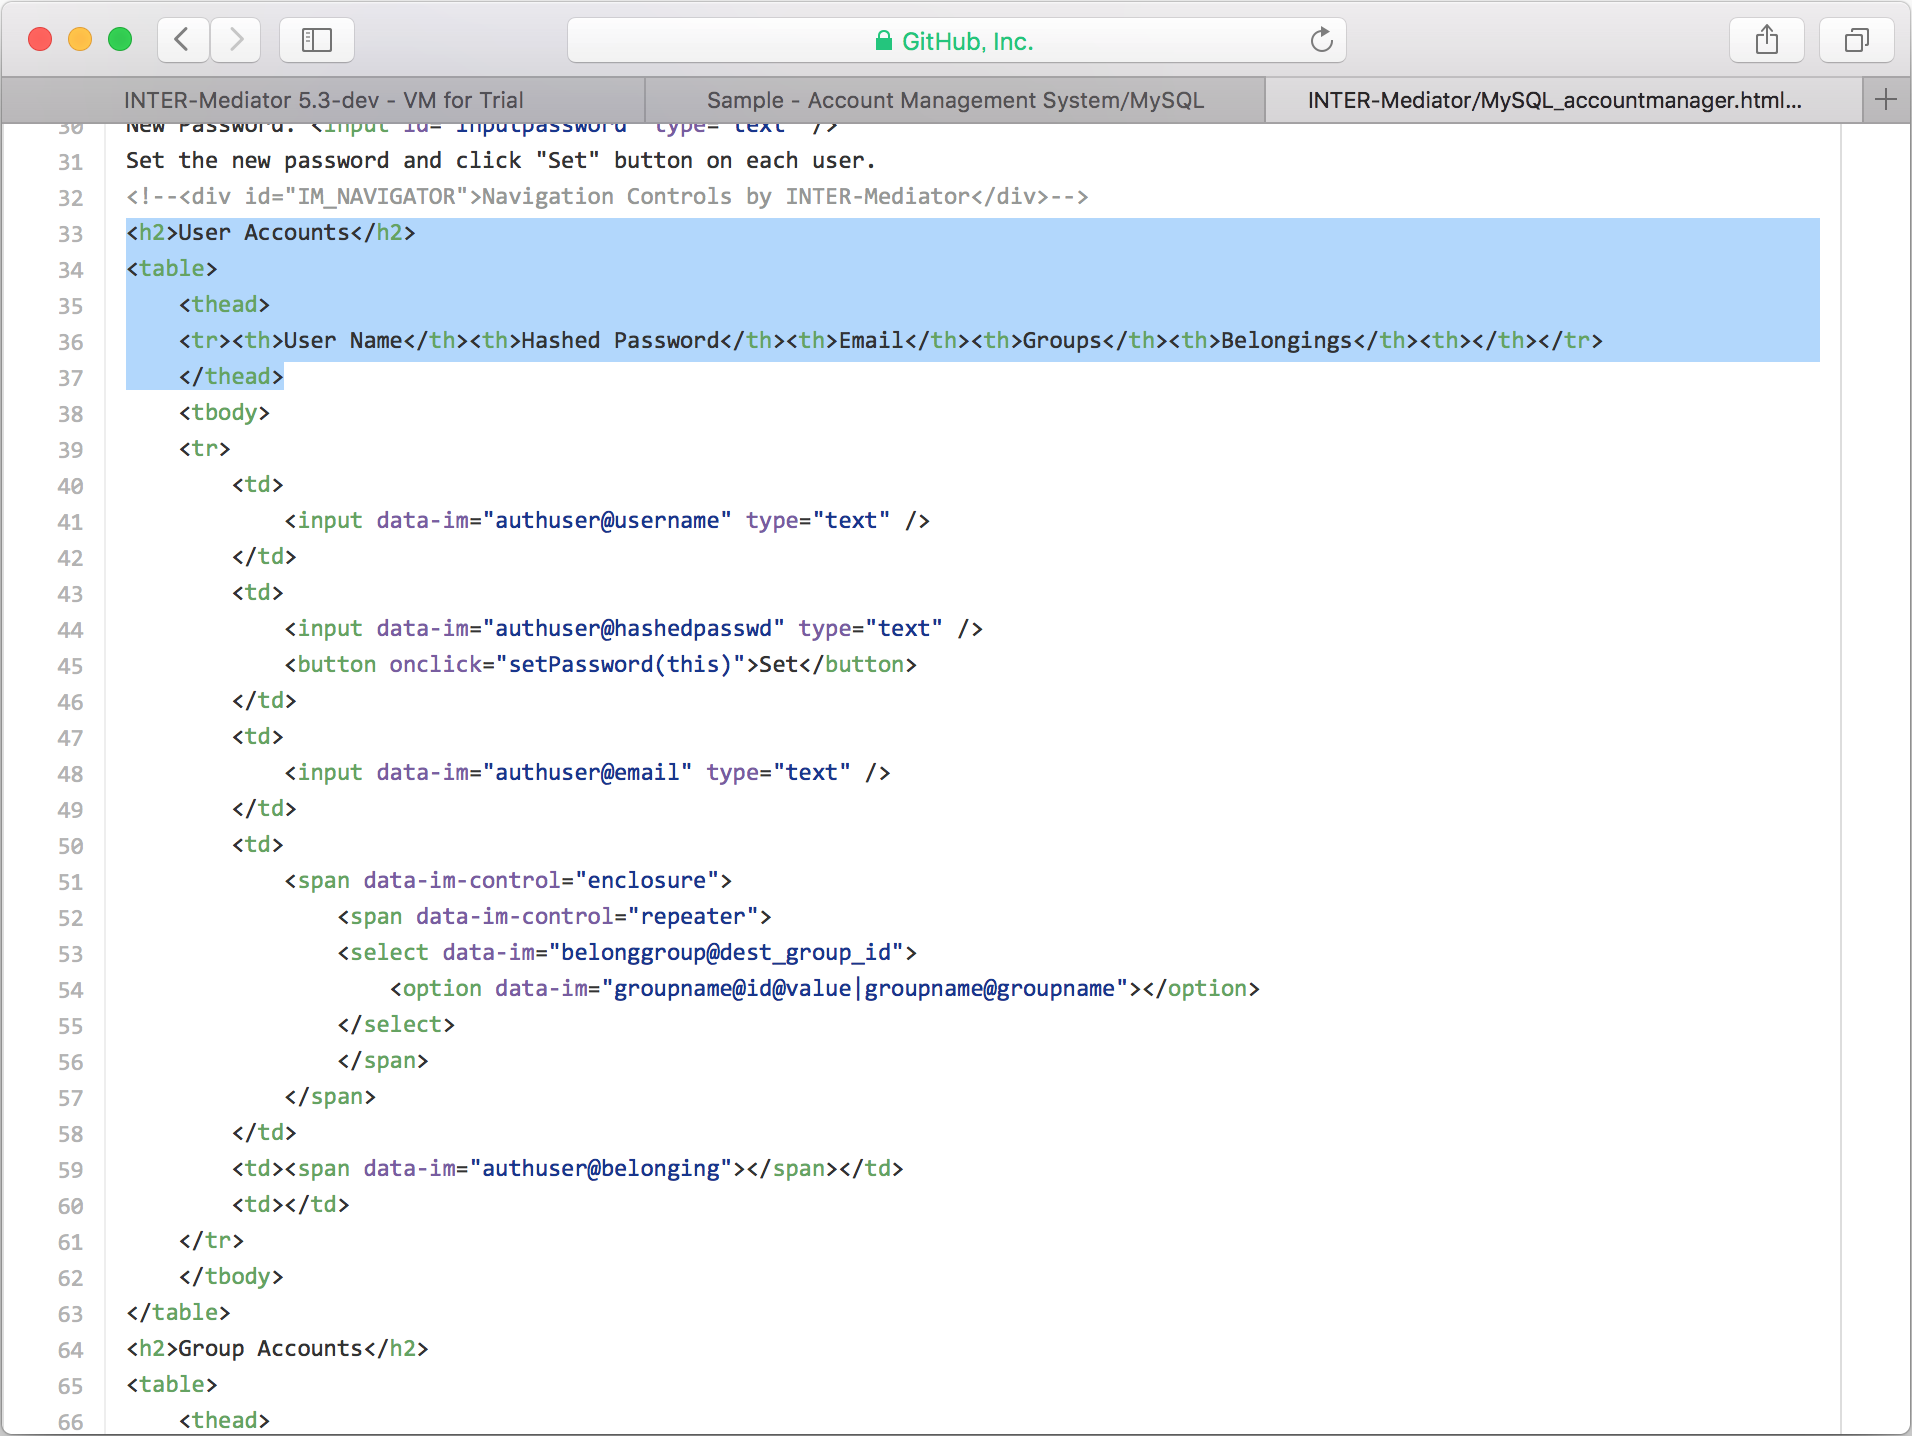 GitHub, Inc.
INTER-Mediator 5.3-dev - VM for Trial
Sample - Account Management System/MySQL
INTER-Mediator/MySQL_accountmanager.html...
30 New Password: <input id="inputpassword" type="text" />
31 Set the new password and click "Set" button on each user.
32 <!--<div id="IM_NAVIGATOR">Navigation Controls by INTER-Mediator</div>-->
33 <h2>User Accounts</h2>
34 <table>
35 <thead>
36 <tr><th>User Name</th><th>Hashed Password</th><th>Email</th><th>Groups</th><th>Belongings</th><th></th></tr>
37 </thead>
38 <tbody>
39 <tr>
40 <td>
41 <input data-im="authuser@username" type="text" />
42 </td>
43 <td>
44 <input data-im="authuser@hashedpasswd" type="text" />
45 <button onclick="setPassword(this)">Set</button>
46 </td>
47 <td>
48 <input data-im="authuser@email" type="text" />
49 </td>
50 <td>
51 <span data-im-control="enclosure">
52 <span data-im-control="repeater">
53 <select data-im="belonggroup@dest_group_id">
54 <option data-im="groupname@id@value|groupname@groupname"></option>
55 </select>
56 </span>
57 </span>
58 </td>
59 <td><span data-im="authuser@belonging"></span></td>
60 <td></td>
61 </tr>
62 </tbody>
63 </table>
64 <h2>Group Accounts</h2>
65 <table>
66 <thead>